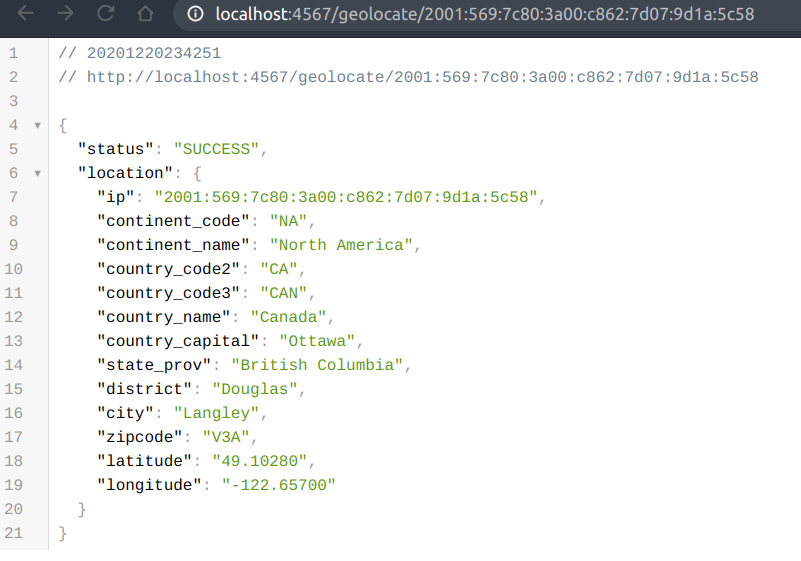 localhost:4567/geolocate/2001:569:7c80:3a00:c862:7d07:9d1a:5c58
1 // 20201220234251
2 // http://localhost:4567/geolocate/2001:569:7c80:3a00:c862:7d07:9d1a:5c58
3
4 {
5 "status": "SUCCESS",
6 "location": {
7 "ip": "2001:569:7c80:3a00:c862:7d07:9d1a:5c58",
8 "continent_code": "NA",
9 "continent_name": "North America",
10 "country_code2": "CA",
11 "country_code3": "CAN",
12 "country_name": "Canada",
13 "country_capital": "Ottawa",
14 "state_prov": "British Columbia",
15 "district": "Douglas",
16 "city": "Langley",
17 "zipcode": "V3A",
18 "latitude": "49.10280",
19 "longitude": "-122.65700"
20 }
21 }